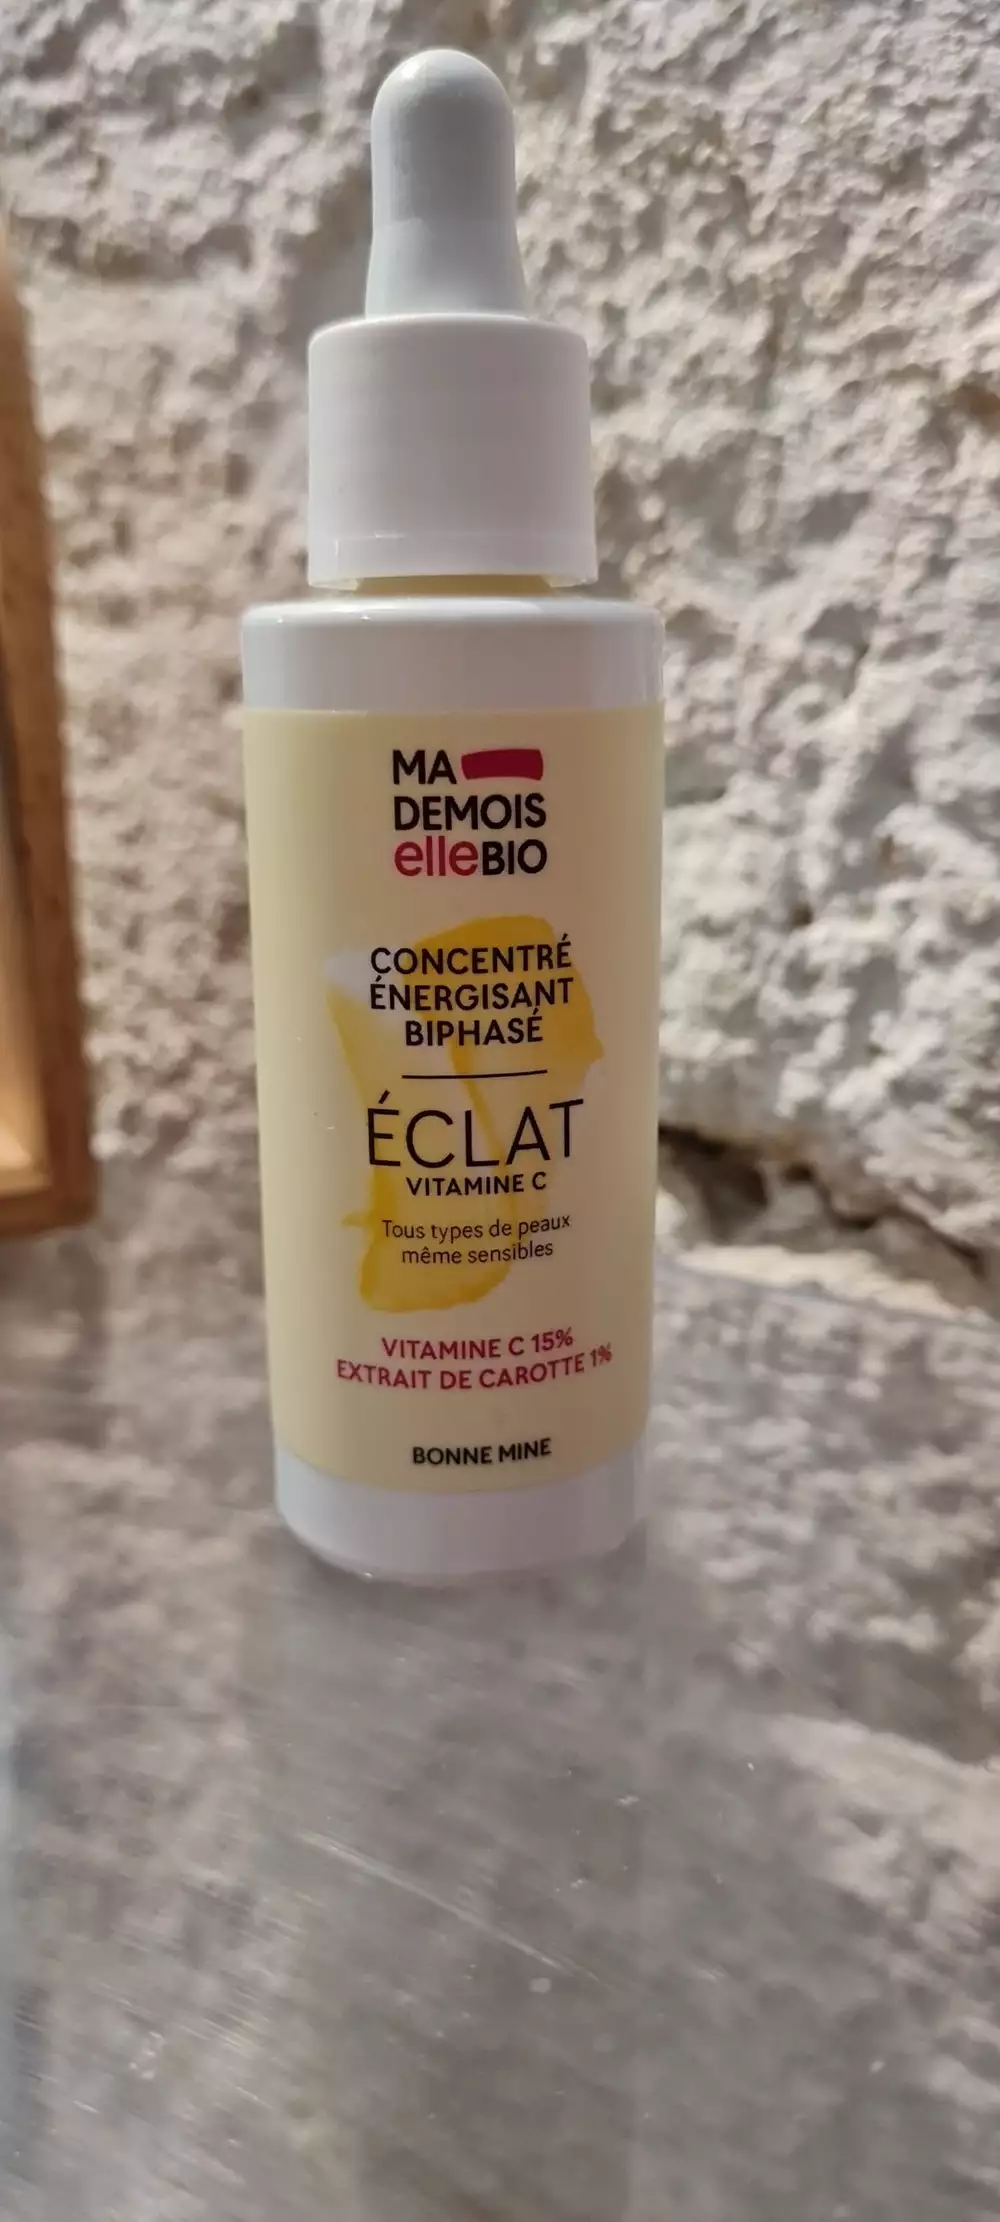 MA
DEMOIS
elleBIO
CONCENTRÉ
ÉNERGISANT
BIPHASÉ
ÉCLAT
VITAMINE C
Tous types de peaux
même sensibles
VITAMINE C 15%
EXTRAIT DE CAROTTE 1%
BONNE MINE